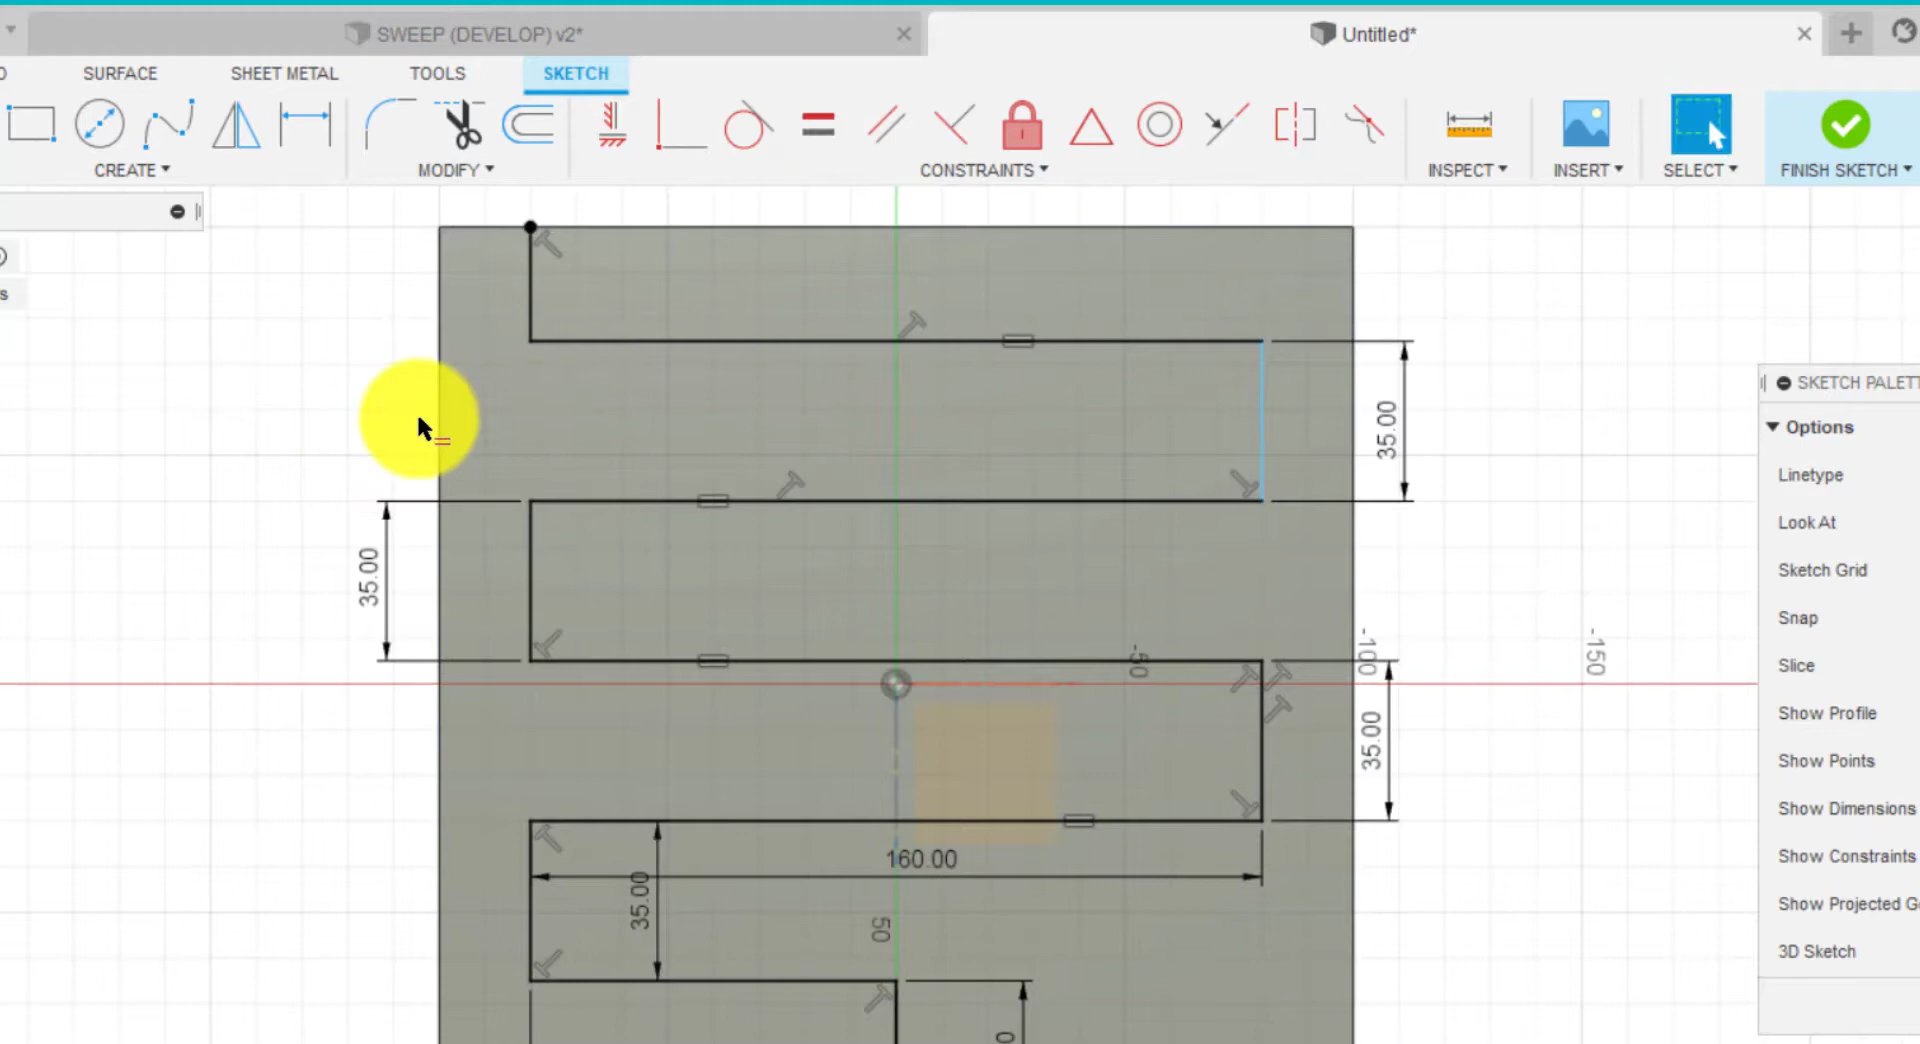 SWEEP (DEVELOP) v2*
Untitled*
SURFACE
SHEET METAL
TOOLS
SKETCH
CREATE
MODIFY
CONSTRAINTS
INSPECT
INSERT
SELECT
FINISH SKETCH
s
35.00
35.00
-50
-100
-150
35.00
160.00
35.00
50
0
SKETCH PALETT
Options
Linetype
Look At
Sketch Grid
Snap
Slice
Show Profile
Show Points
Show Dimensions
Show Constraints
Show Projected G
3D Sketch